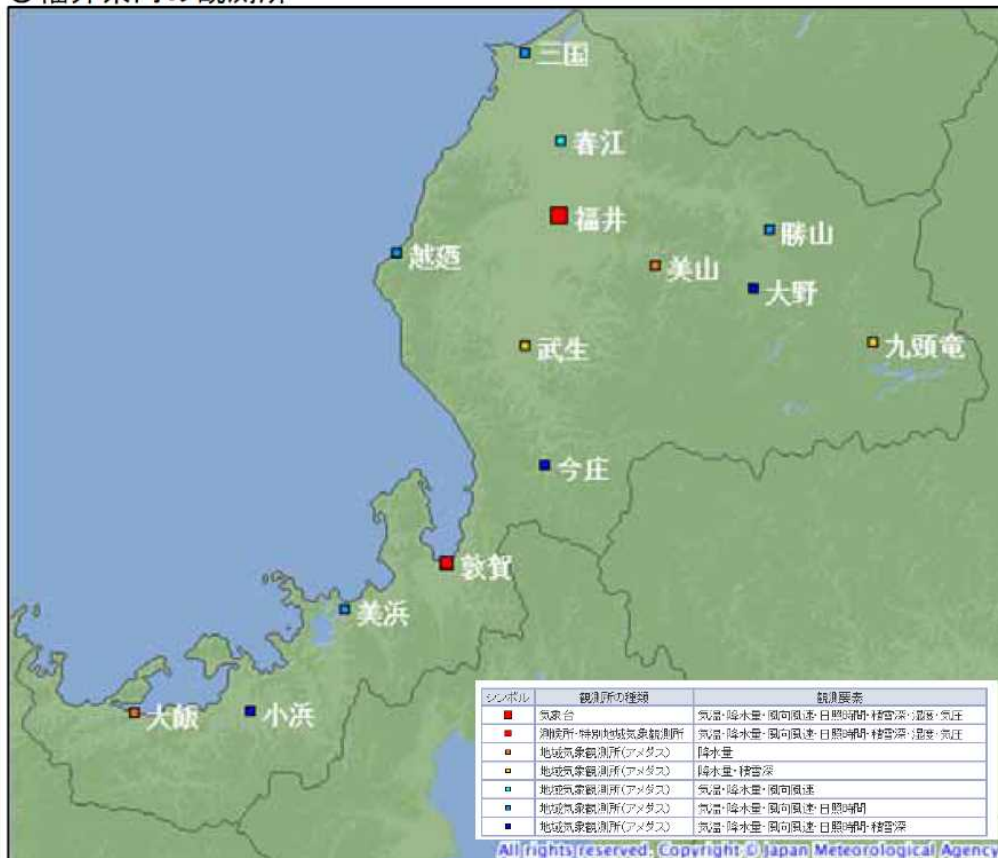 三国
春江
福井
勝山
越廼
美山
大野
武生
九頭竜
今庄
敦賀
美浜
大飯
小浜
シンボル 観測所の種類 観測要素
気象台 気温・降水量・風向風速・日照時間・積雪深・湿度・気圧
測候所・特別地域気象観測所 気温・降水量・風向風速・日照時間・積雪深・湿度・気圧
地域気象観測所(アメダス) 降水量
地域気象観測所(アメダス) 降水量・積雪深
地域気象観測所(アメダス) 気温・降水量・風向風速
地域気象観測所(アメダス) 気温・降水量・風向風速・日照時間
地域気象観測所(アメダス) 気温・降水量・風向風速・日照時間・積雪深
All rights reserved. Copyright © Japan Meteorological Agency